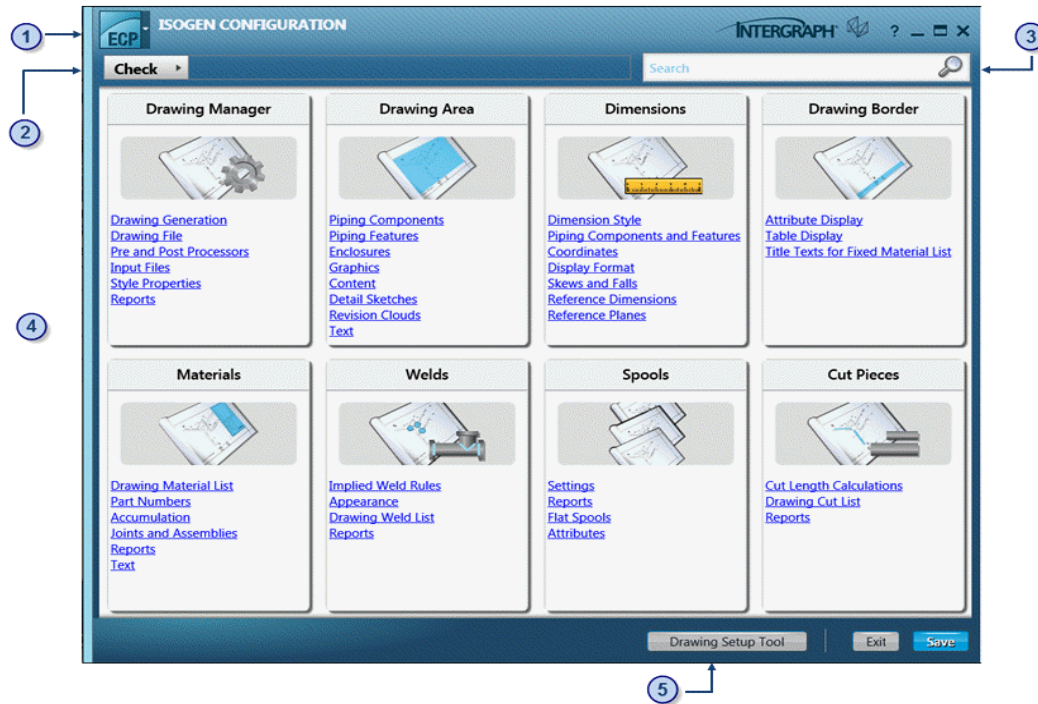 1
ECP
ISOGEN CONFIGURATION
INTERGRAPH
?
3
Check
Search
2
Drawing Manager
Drawing Generation
Drawing File
Pre and Post Processors
Input Files
Style Properties
Reports
Drawing Area
Piping Components
Piping Features
Enclosures
Graphics
Content
Detail Sketches
Revision Clouds
Text
Dimensions
Dimension Style
Piping Components and Features
Coordinates
Display Format
Skews and Falls
Reference Dimensions
Reference Planes
Drawing Border
Attribute Display
Table Display
Title Texts for Fixed Material List
4
Materials
Drawing Material List
Part Numbers
Accumulation
Joints and Assemblies
Reports
Text
Welds
Implied Weld Rules
Appearance
Drawing Weld List
Reports
Spools
Settings
Reports
Flat Spools
Attributes
Cut Pieces
Cut Length Calculations
Drawing Cut List
Reports
Drawing Setup Tool
Exit
Save
5